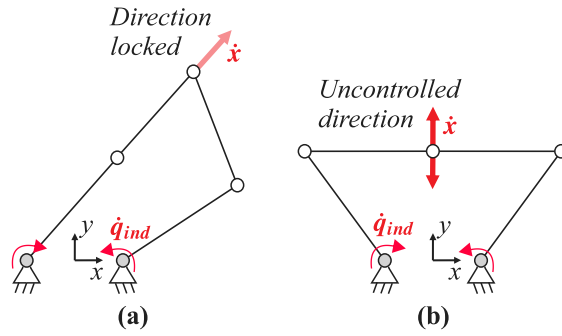 Direction
locked
ẋ
q̇ind
y
x
(a)
Uncontrolled
direction
ẋ
q̇ind
y
x
(b)